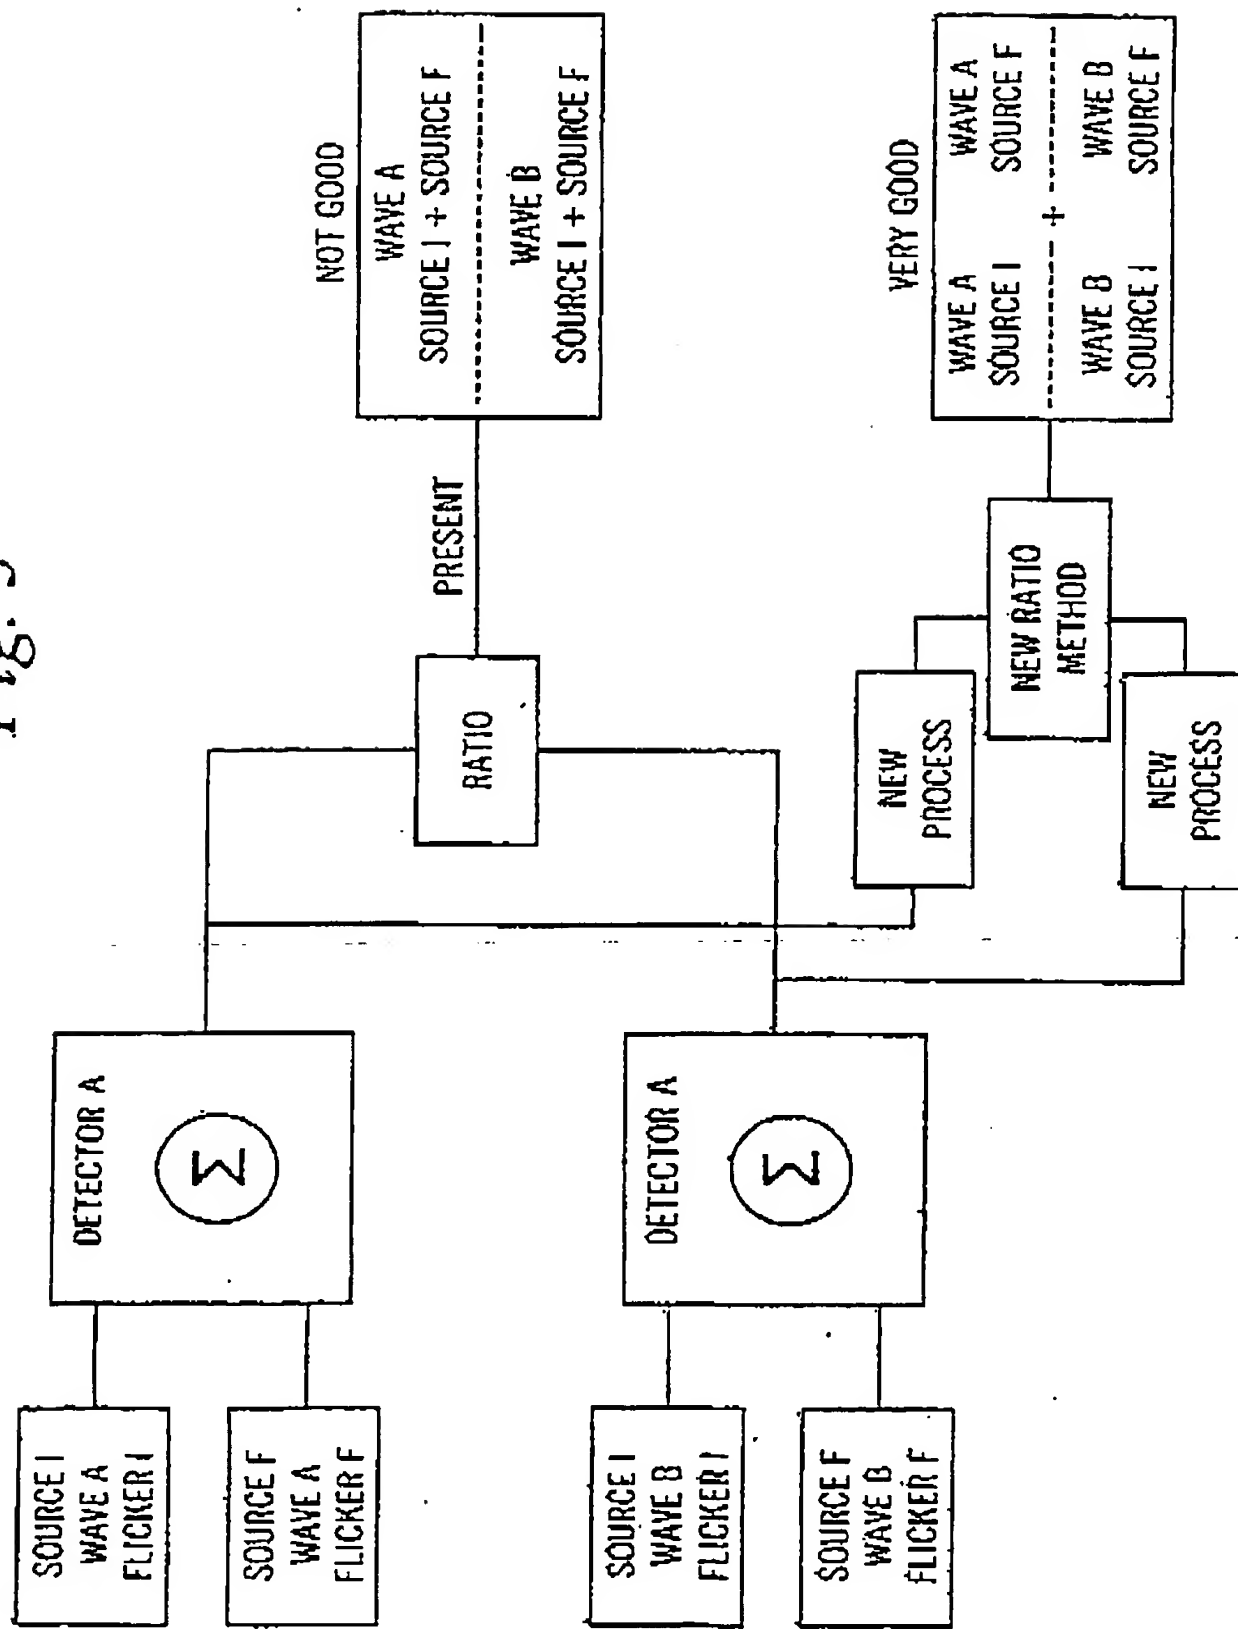 Fig.
SOURCE I
WAVE A
FLICKER I
SOURCE F
WAVE A
FLICKER F
DETECTOR A
Σ
SOURCE I
WAVE B
FLICKER I
SOURCE F
WAVE B
FLICKER F
DETECTOR A
Σ
RATIO
PRESENT
NOT GOOD
WAVE A
SOURCE I + SOURCE F
WAVE B
SOURCE I + SOURCE F
NEW
PROCESS
NEW
PROCESS
NEW RATIO
METHOD
VERY GOOD
WAVE A WAVE A
SOURCE I SOURCE F
+
WAVE B WAVE B
SOURCE I SOURCE F